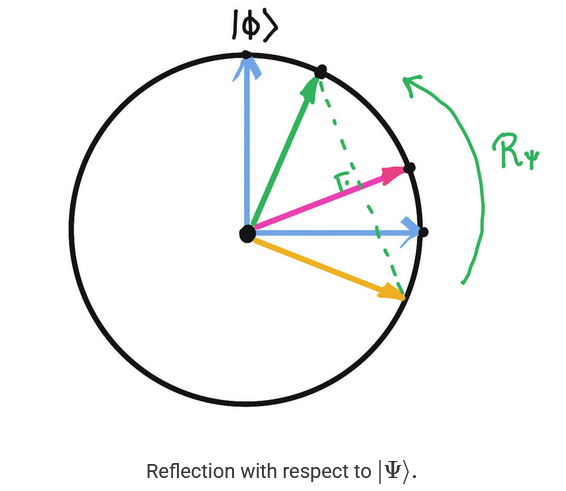 |ϕ⟩
R_Ψ
Reflection with respect to |Ψ⟩.